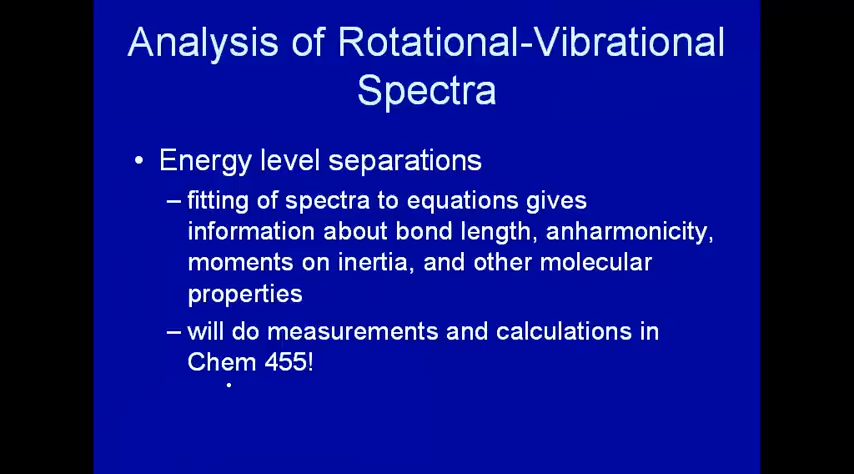 Analysis of Rotational-Vibrational
Spectra
• Energy level separations
– fitting of spectra to equations gives
information about bond length, anharmonicity,
moments on inertia, and other molecular
properties
– will do measurements and calculations in
Chem 455!